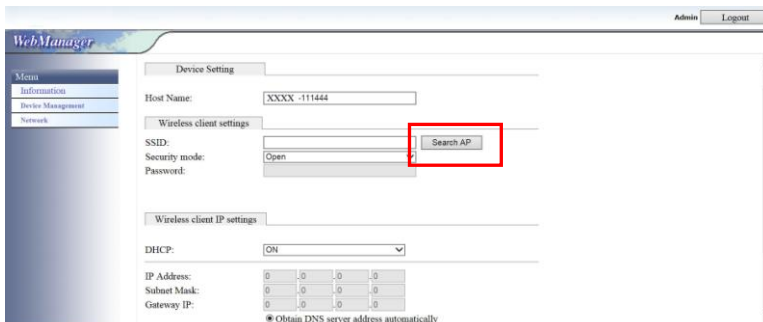 Admin Logout
WebManager
Device Setting
Menu
Information
Device Management
Network
Host Name: XXXX -111444
Wireless client settings
SSID: Search AP
Security mode: Open
Password:
Wireless client IP settings
DHCP: ON
IP Address: 0 .0 .0 .0
Subnet Mask: 0 .0 .0 .0
Gateway IP: 0 .0 .0 .0
Obtain DNS server address automatically